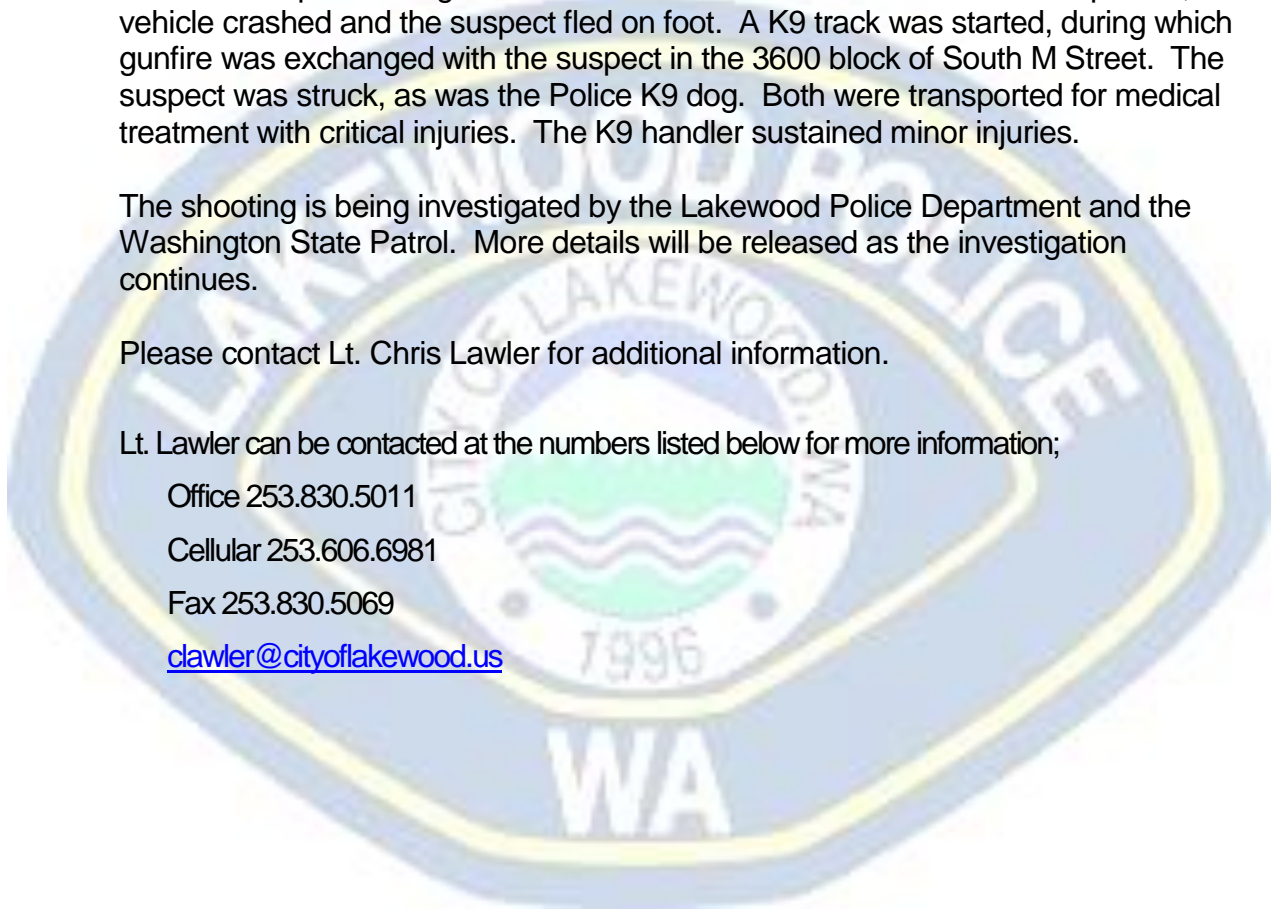 vehicle crashed and the suspect fled on foot. A K9 track was started, during which
gunfire was exchanged with the suspect in the 3600 block of South M Street. The
suspect was struck, as was the Police K9 dog. Both were transported for medical
treatment with critical injuries. The K9 handler sustained minor injuries.
The shooting is being investigated by the Lakewood Police Department and the
Washington State Patrol. More details will be released as the investigation
continues.
Please contact Lt. Chris Lawler for additional information.
Lt. Lawler can be contacted at the numbers listed below for more information;
Office 253.830.5011
Cellular 253.606.6981
Fax 253.830.5069
clawler@cityoflakewood.us
LAKEWOOD POLICE
CITY OF LAKEWOOD, WA
1996
WA